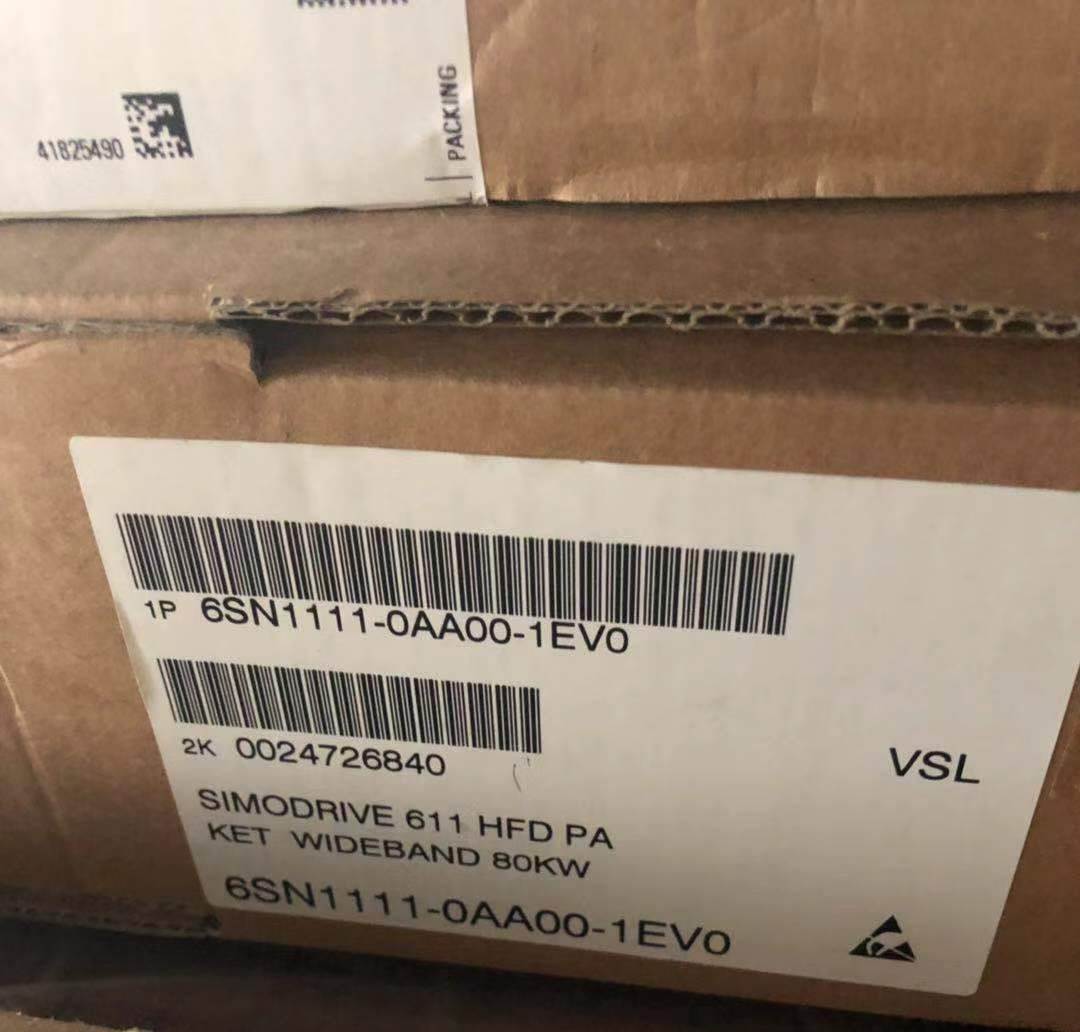 41825490
PACKING
1P 6SN1111-0AA00-1EV0
2K 0024726840
VSL
SIMODRIVE 611 HFD PA
KET WIDEBAND 80KW
6SN1111-0AA00-1EV0